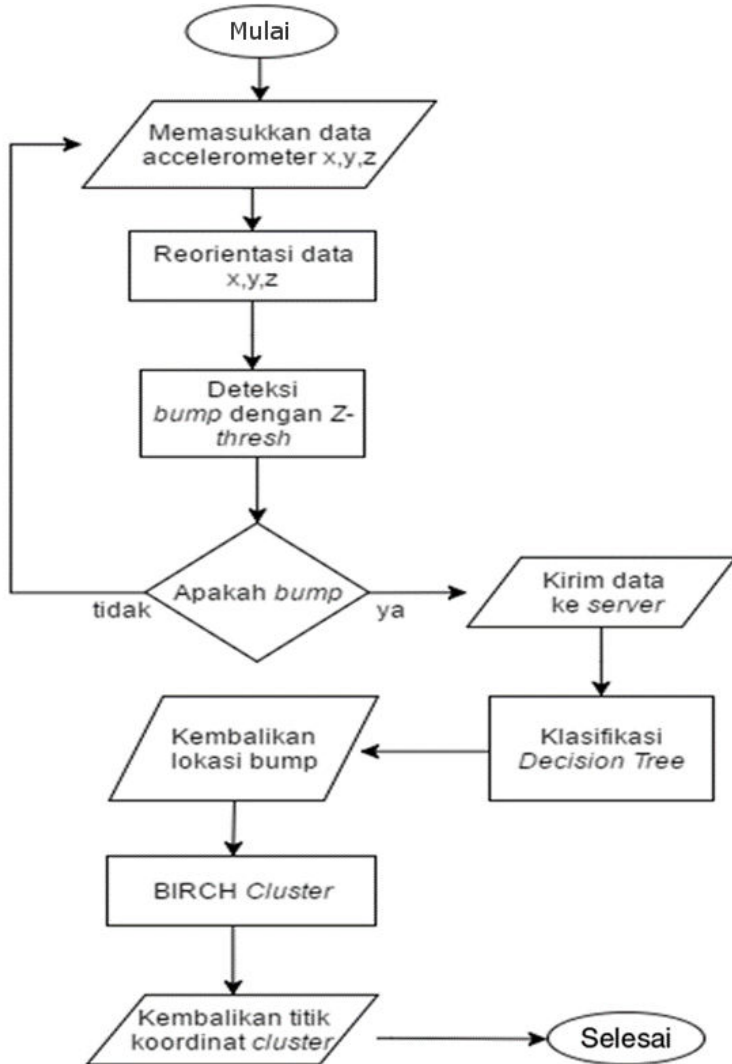 Mulai
Memasukkan data
accelerometer x,y,z
Reorientasi data
x,y,z
Deteksi
bump dengan Z-
thresh
Apakah bump
tidak
ya
Kirim data
ke server
Klasifikasi
Decision Tree
Kembalikan
lokasi bump
BIRCH Cluster
Kembalikan titik
koordinat cluster
Selesai